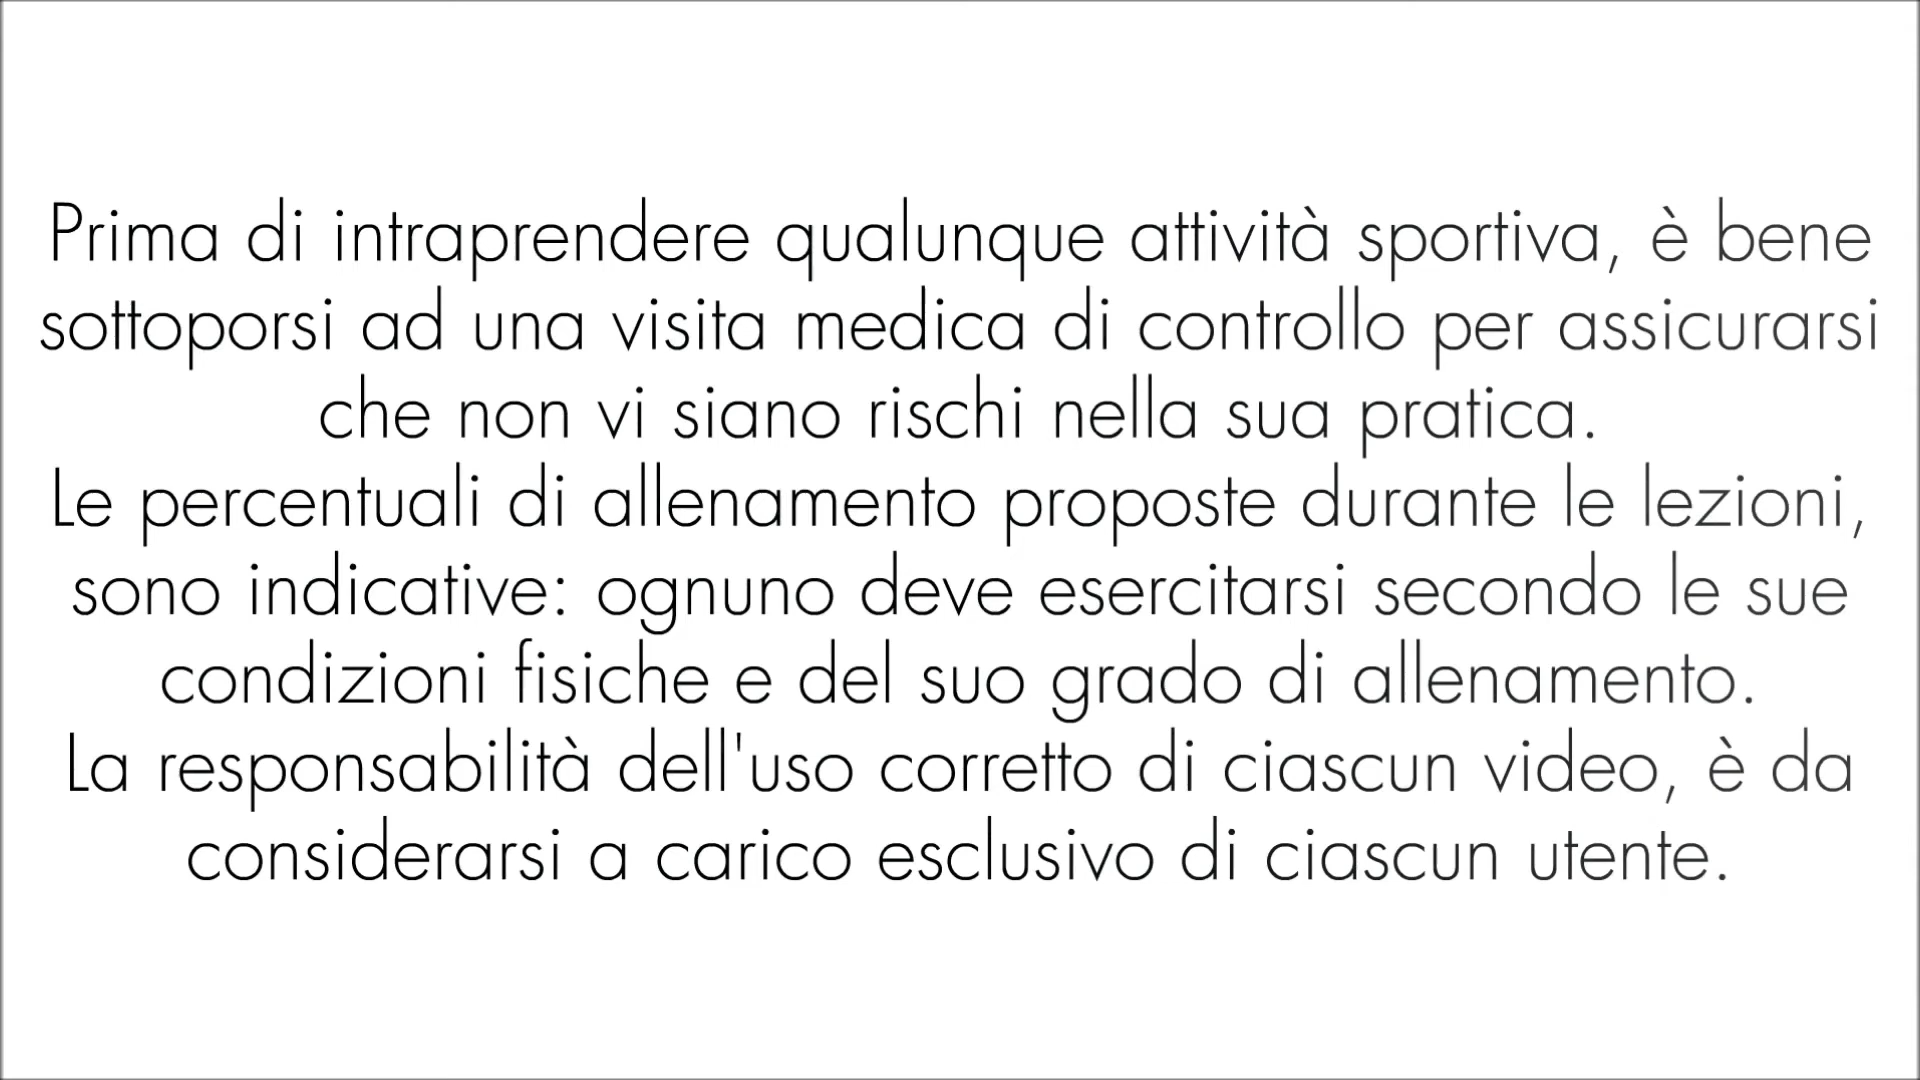 Prima di intraprendere qualunque attività sportiva, è bene
sottoporsi ad una visita medica di controllo per assicurarsi
che non vi siano rischi nella sua pratica.
Le percentuali di allenamento proposte durante le lezioni,
sono indicative: ognuno deve esercitarsi secondo le sue
condizioni fisiche e del suo grado di allenamento.
La responsabilità dell'uso corretto di ciascun video, è da
considerarsi a carico esclusivo di ciascun utente.